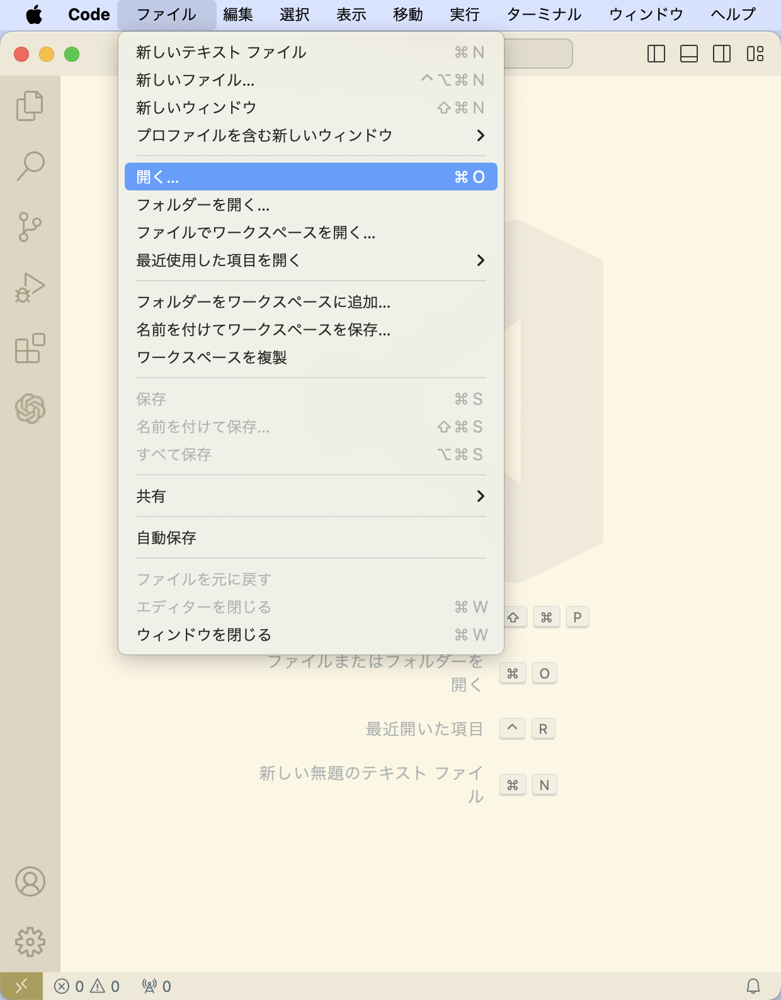 Code ファイル 編集 選択 表示 移動 実行 ターミナル ウィンドウ ヘルプ
新しいテキスト ファイル ⌘ N
新しいファイル... ^ ⌥ ⌘ N
新しいウィンドウ ⇧ ⌘ N
プロファイルを含む新しいウィンドウ
開く... ⌘ O
フォルダーを開く...
ファイルでワークスペースを開く...
最近使用した項目を開く
フォルダーをワークスペースに追加...
名前を付けてワークスペースを保存...
ワークスペースを複製
保存 ⌘ S
名前を付けて保存... ⇧ ⌘ S
すべて保存 ⌥ ⌘ S
共有
自動保存
ファイルを元に戻す
エディターを閉じる ⌘ W
ウィンドウを閉じる ⌘ W
⇧ ⌘ P
ファイルまたはフォルダーを
開く ⌘ O
最近開いた項目 ^ R
新しい無題のテキスト ファイ
ル ⌘ N
0 0 0